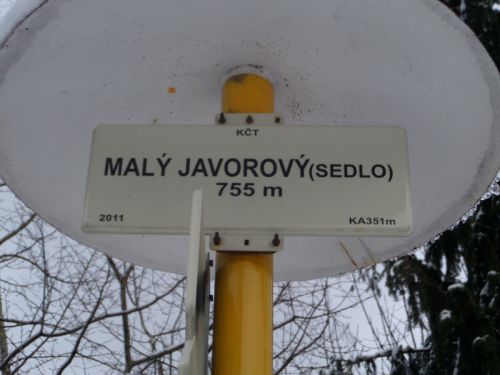 KČT
MALÝ JAVOROVÝ(SEDLO)
755 m
2011 KA351m